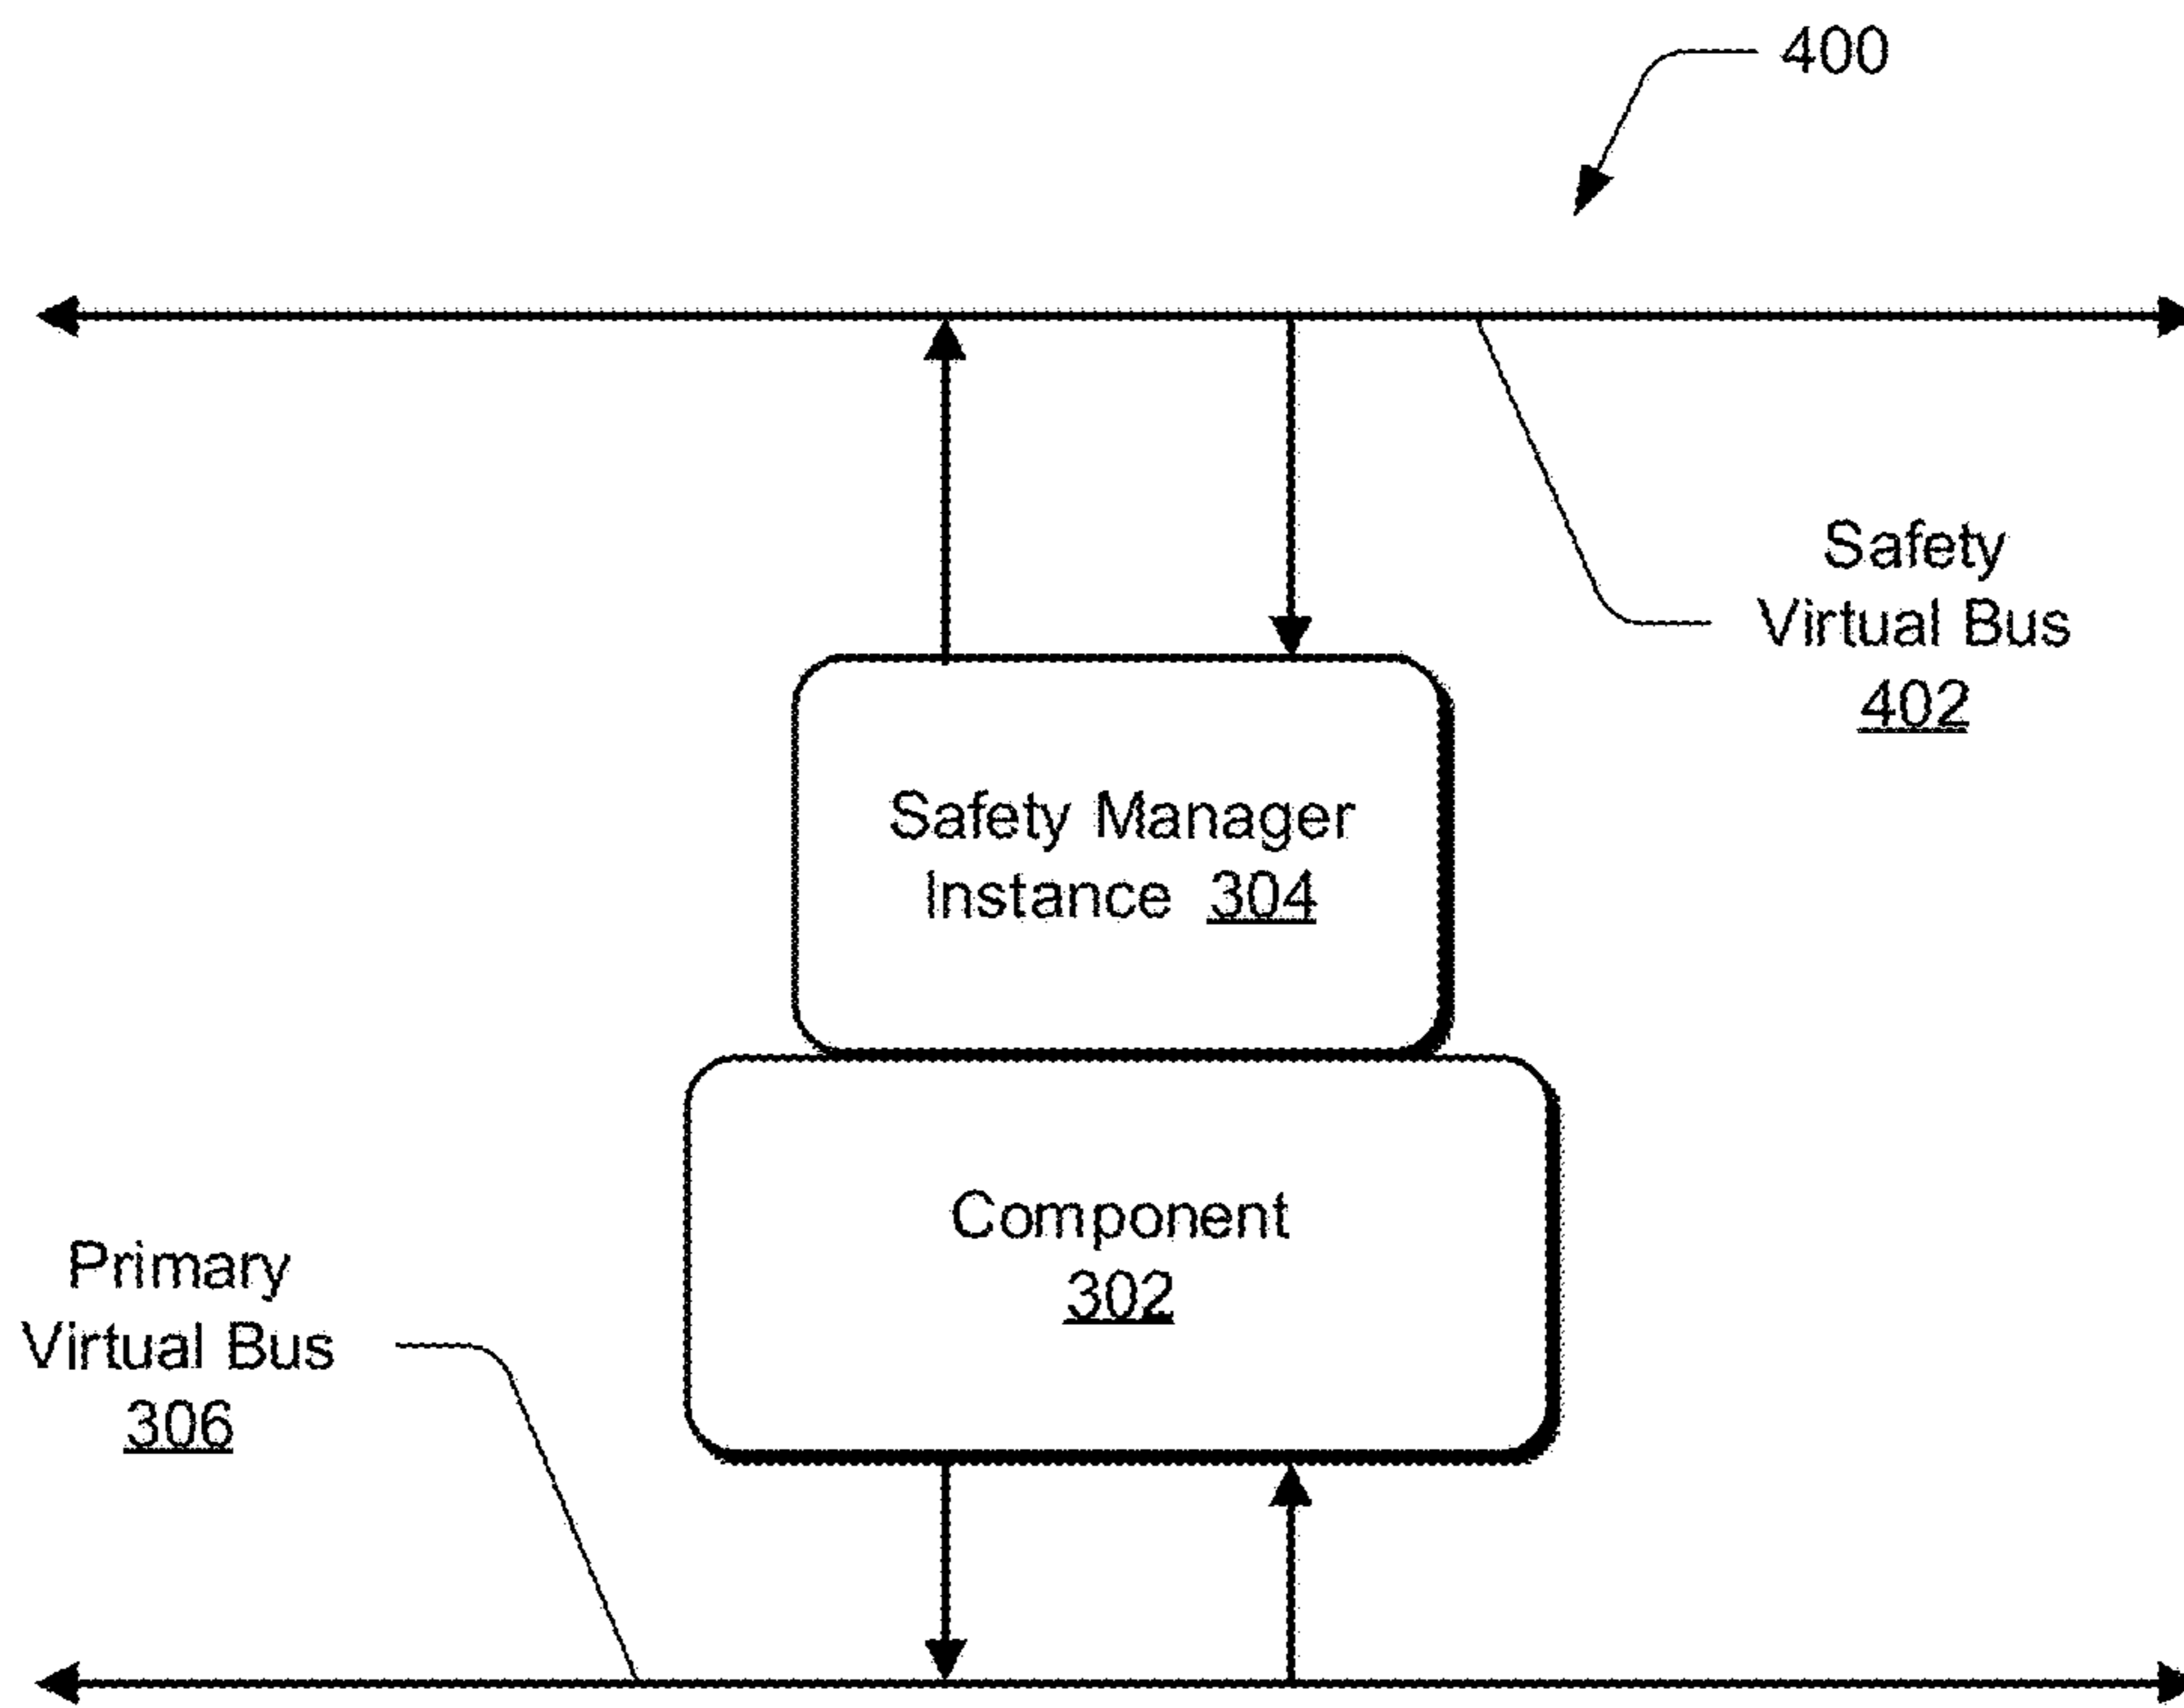 400
Safety
Virtual Bus
402
Safety Manager
Instance 304
Component
302
Primary
Virtual Bus
306